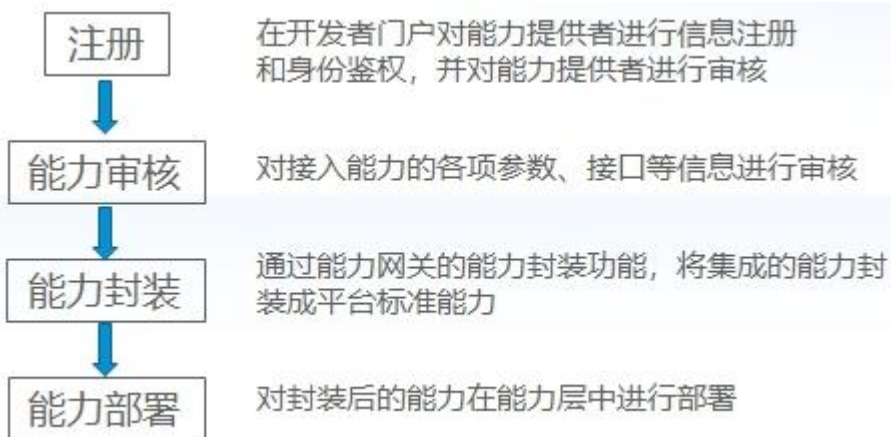 注册
在开发者门户对能力提供者进行信息注册
和身份鉴权，并对能力提供者进行审核
能力审核
对接入能力的各项参数、接口等信息进行审核
能力封装
通过能力网关的能力封装功能，将集成的能力封
装成平台标准能力
能力部署
对封装后的能力在能力层中进行部署